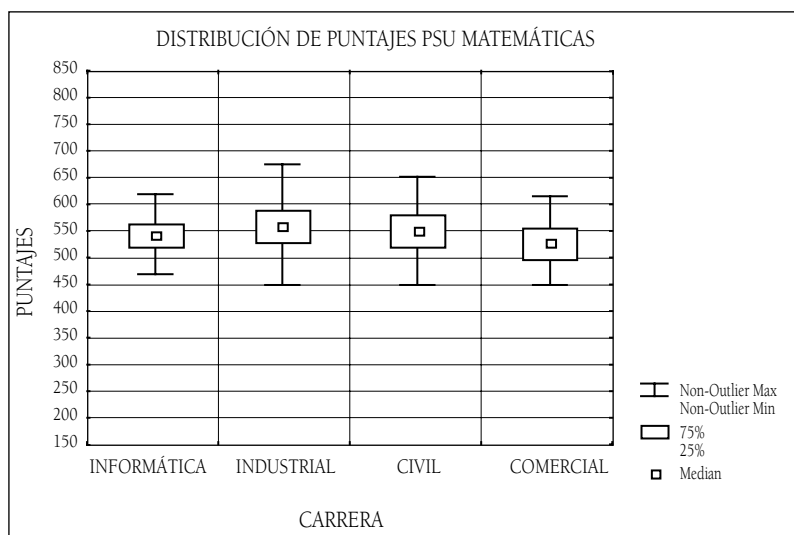 DISTRIBUCIÓN DE PUNTAJES PSU MATEMÁTICAS
850
800
750
700
650
600
550
500
450
400
350
300
250
200
150
PUNTAJES
INFORMÁTICA INDUSTRIAL CIVIL COMERCIAL
CARRERA
Non-Outlier Max
Non-Outlier Min
75%
25%
Median